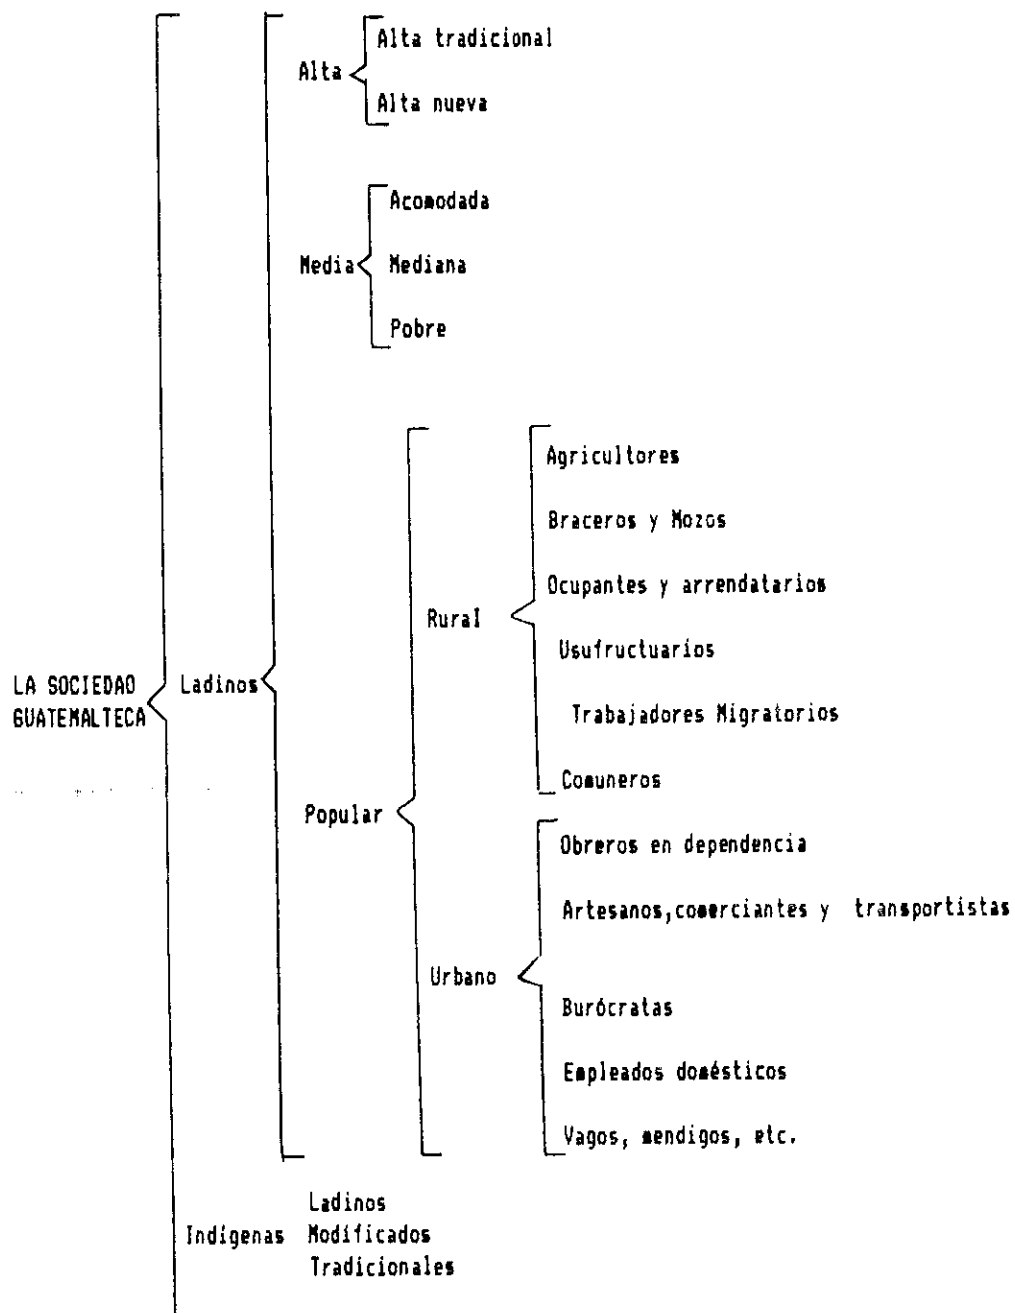 Alta tradicional
Alta
Alta nueva
Acomodada
Media
Mediana
Pobre
Agricultores
Braceros y Mozos
Ocupantes y arrendatarios
Rural
Usufructuarios
LA SOCIEDAD
GUATEMALTECA
Ladinos
Trabajadores Migratorios
Comuneros
Popular
Obreros en dependencia
Artesanos,comerciantes y transportistas
Urbano
Burócratas
Empleados domésticos
Vagos, mendigos, etc.
Indígenas
Ladinos
Modificados
Tradicionales